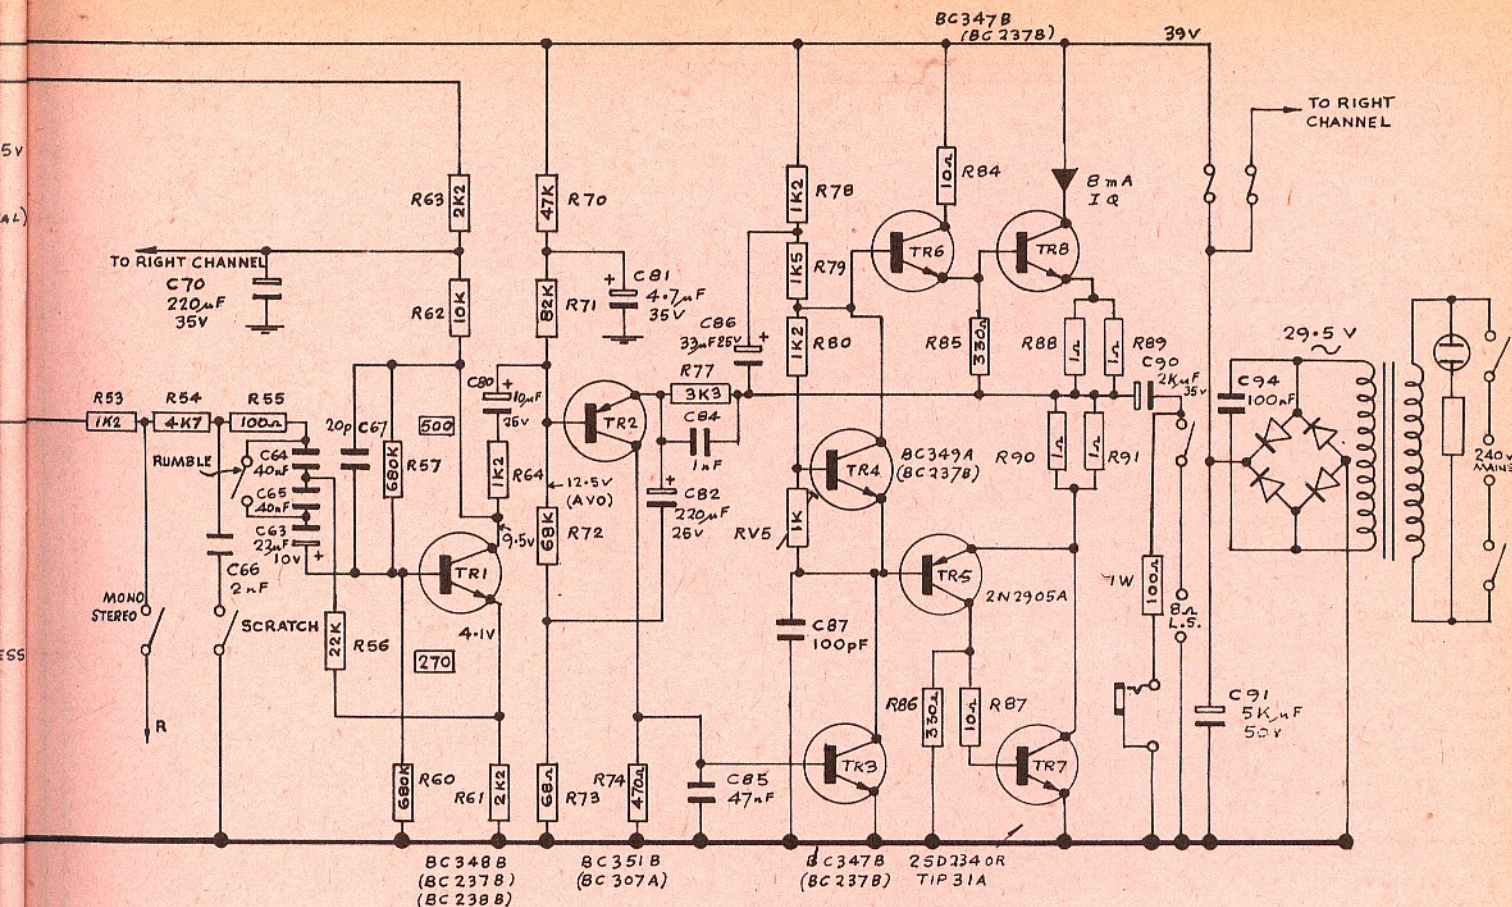 BC347B
(BC237B)
39V
TO RIGHT
CHANNEL
5V
AL)
R63
2K2
47K
R70
1K2
R78
10Ω
R84
8mA
IQ
TO RIGHT CHANNEL
C70
220µF
35V
R62
10K
82K
R71
+
C81
4.7µF
35V
1K5
R79
TR6
TR8
C86
33µF25V
+
1K2
R80
R85
330Ω
R88
1Ω
1Ω
R89
C90
2KµF
35V
29.5 V
~
C94
100nF
R53
1K2
R54
4K7
R55
100Ω
20p
C67
500
C80
+
10µF
35V
TR2
R77
3K3
C84
1nF
RUMBLE
C64
40nF
C65
40nF
C63
22µF
10V
+
680K
R57
1K2
R64
12.5V
(AVO)
9.5V
68K
R72
+
C82
220µF
25V
TR4
BC349A
(BC237B)
R90
1Ω
1Ω
R91
240V
MAINS
RV5
1K
C66
2nF
TR1
TR5
2N2905A
1W
100Ω
8Ω
L.S.
MONO
STEREO
SCRATCH
22K
R56
4.1V
270
C87
100pF
ESS
R
R86
330Ω
10Ω
R87
C91
5KµF
50V
680K
R60
R61
2K2
68Ω
R73
R74
470Ω
C85
47nF
TR3
TR7
BC348B
(BC237B)
(BC238B)
BC351B
(BC307A)
BC347B
(BC237B)
2SD234 OR
TIP31A